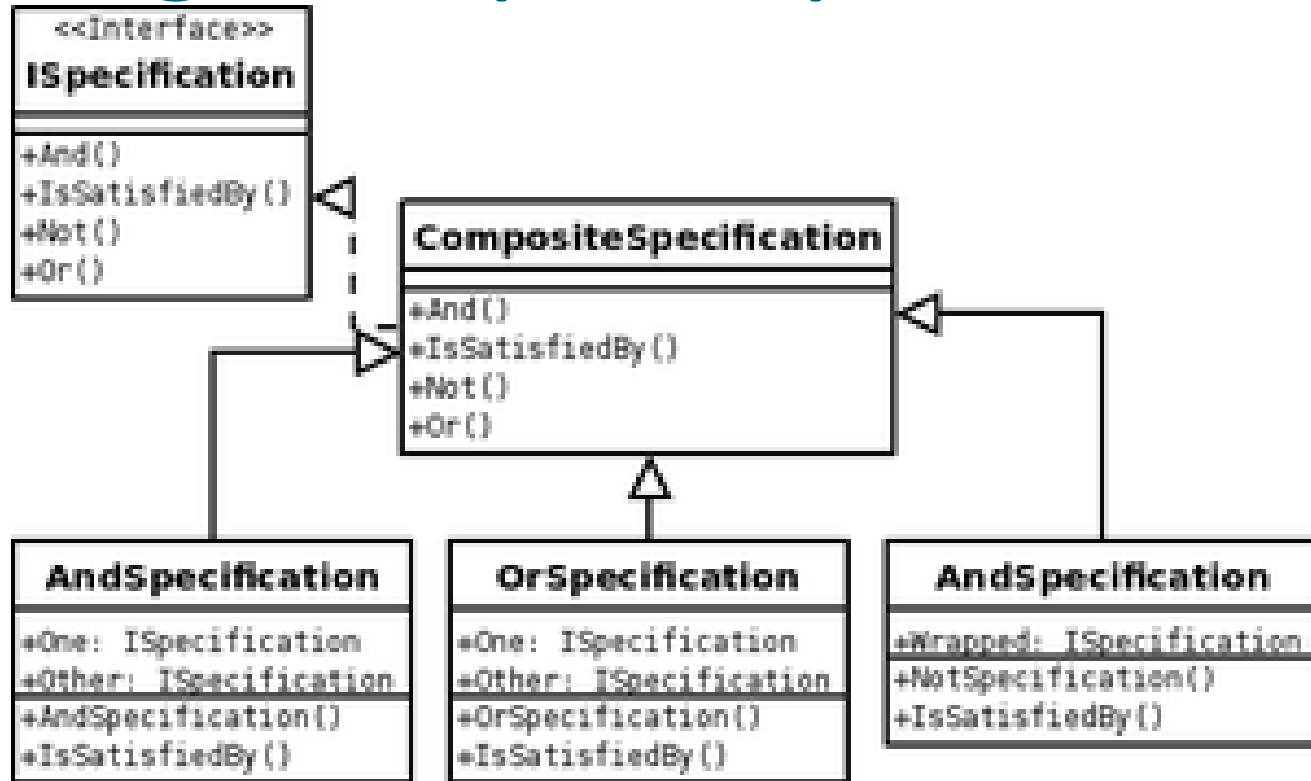 <<Interface>>
ISpecification
+And()
+IsSatisfiedBy()
+Not()
+Or()
CompositeSpecification
+And()
+IsSatisfiedBy()
+Not()
+Or()
AndSpecification
+One: ISpecification
+Other: ISpecification
+AndSpecification()
+IsSatisfiedBy()
OrSpecification
+One: ISpecification
+Other: ISpecification
+OrSpecification()
+IsSatisfiedBy()
AndSpecification
+Wrapped: ISpecification
+NotSpecification()
+IsSatisfiedBy()